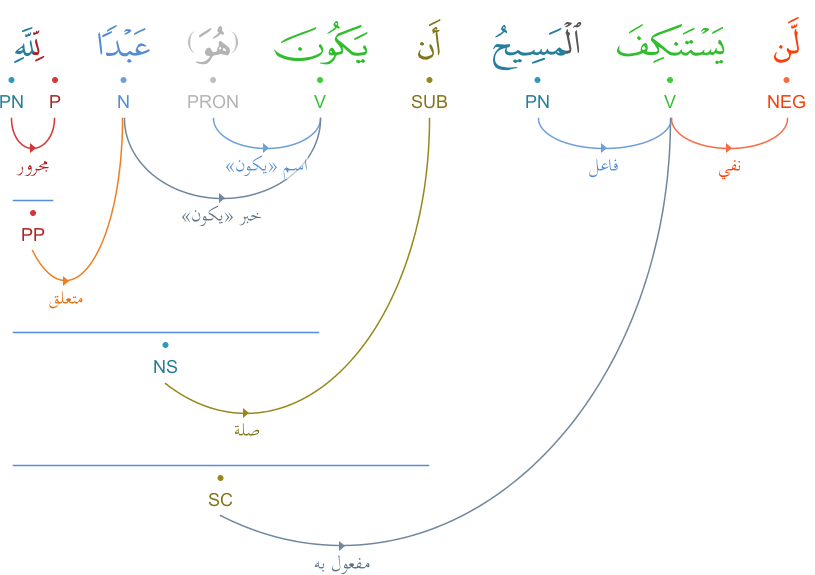 لَّن يَسْتَنكِفَ ٱلْمَسِيحُ أَن يَكُونَ (هُوَ) عَبْدًا لِّلَّهِ
NEG V PN SUB V PRON N P PN
نفي فاعل اسم «يكون» مجرور
خبر «يكون»
PP
متعلق
NS
صلة
SC
مفعول به